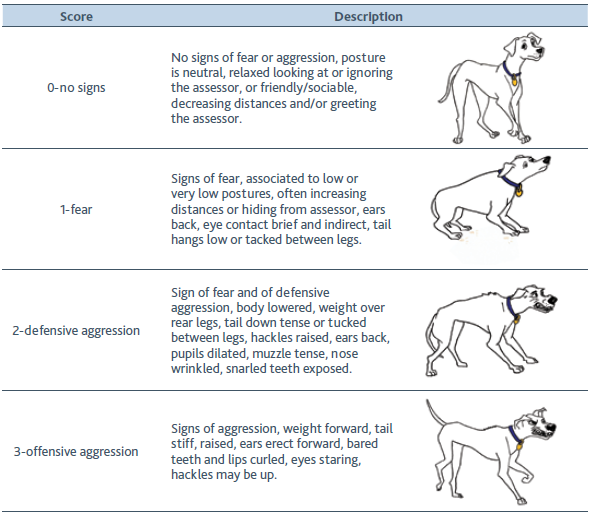 Score Description
0-no signs
No signs of fear or aggression, posture
is neutral, relaxed looking at or ignoring
the assessor, or friendly/sociable,
decreasing distances and/or greeting
the assessor.
1-fear
Signs of fear, associated to low or
very low postures, often increasing
distances or hiding from assessor, ears
back, eye contact brief and indirect, tail
hangs low or tacked between legs.
2-defensive aggression
Sign of fear and of defensive
aggression, body lowered, weight over
rear legs, tail down tense or tucked
between legs, hackles raised, ears back,
pupils dilated, muzzle tense, nose
wrinkled, snarled teeth exposed.
3-offensive aggression
Signs of aggression, weight forward, tail
stiff, raised, ears erect forward, bared
teeth and lips curled, eyes staring,
hackles may be up.